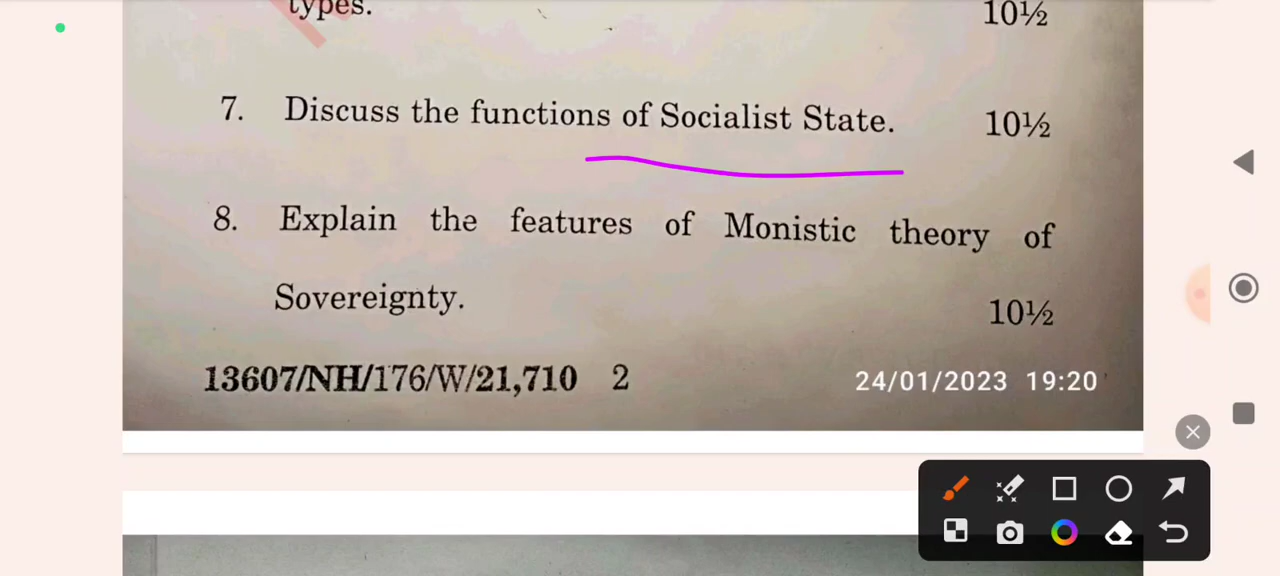 types.
10½
7. Discuss the functions of Socialist State. 10½
8. Explain the features of Monistic theory of
Sovereignty.
10½
13607/NH/176/W/21,710 2
24/01/2023 19:20